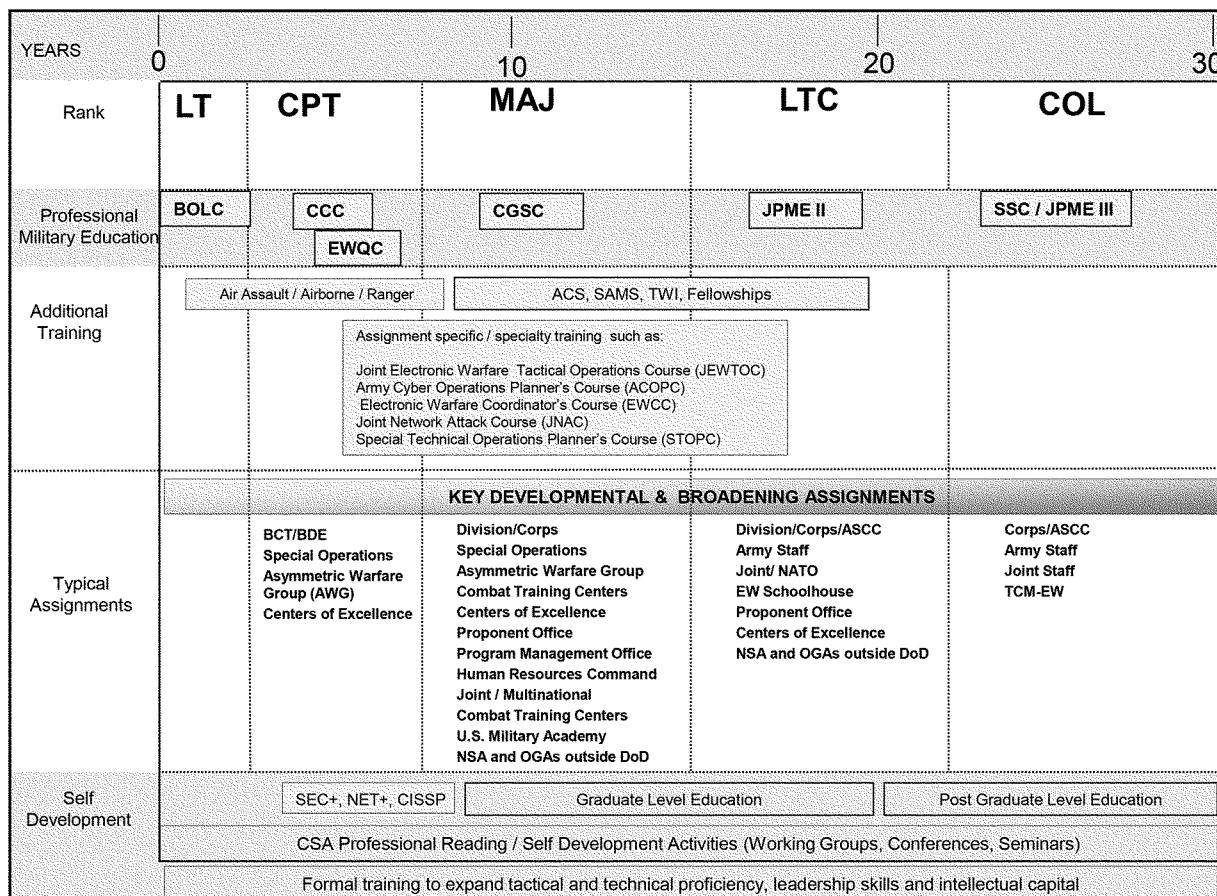 YEARS
0
10
20
30
Rank
LT
CPT
MAJ
LTC
COL
Professional
Military Education
BOLC
CCC
EWQC
CGSC
JPME II
SSC / JPME III
Additional
Training
Air Assault / Airborne / Ranger
ACS, SAMS, TWI, Fellowships
Assignment specific / specialty training such as:
Joint Electronic Warfare Tactical Operations Course (JEWTOC)
Army Cyber Operations Planner's Course (ACOPC)
Electronic Warfare Coordinator's Course (EWCC)
Joint Network Attack Course (JNAC)
Special Technical Operations Planner's Course (STOPC)
Typical
Assignments
KEY DEVELOPMENTAL & BROADENING ASSIGNMENTS
BCT/BDE
Special Operations
Asymmetric Warfare
Group (AWG)
Centers of Excellence
Division/Corps
Special Operations
Asymmetric Warfare Group
Combat Training Centers
Centers of Excellence
Proponent Office
Program Management Office
Human Resources Command
Joint / Multinational
Combat Training Centers
U.S. Military Academy
NSA and OGAs outside DoD
Division/Corps/ASCC
Army Staff
Joint/ NATO
EW Schoolhouse
Proponent Office
Centers of Excellence
NSA and OGAs outside DoD
Corps/ASCC
Army Staff
Joint Staff
TCM-EW
Self
Development
SEC+, NET+, CISSP
Graduate Level Education
Post Graduate Level Education
CSA Professional Reading / Self Development Activities (Working Groups, Conferences, Seminars)
Formal training to expand tactical and technical proficiency, leadership skills and intellectual capital